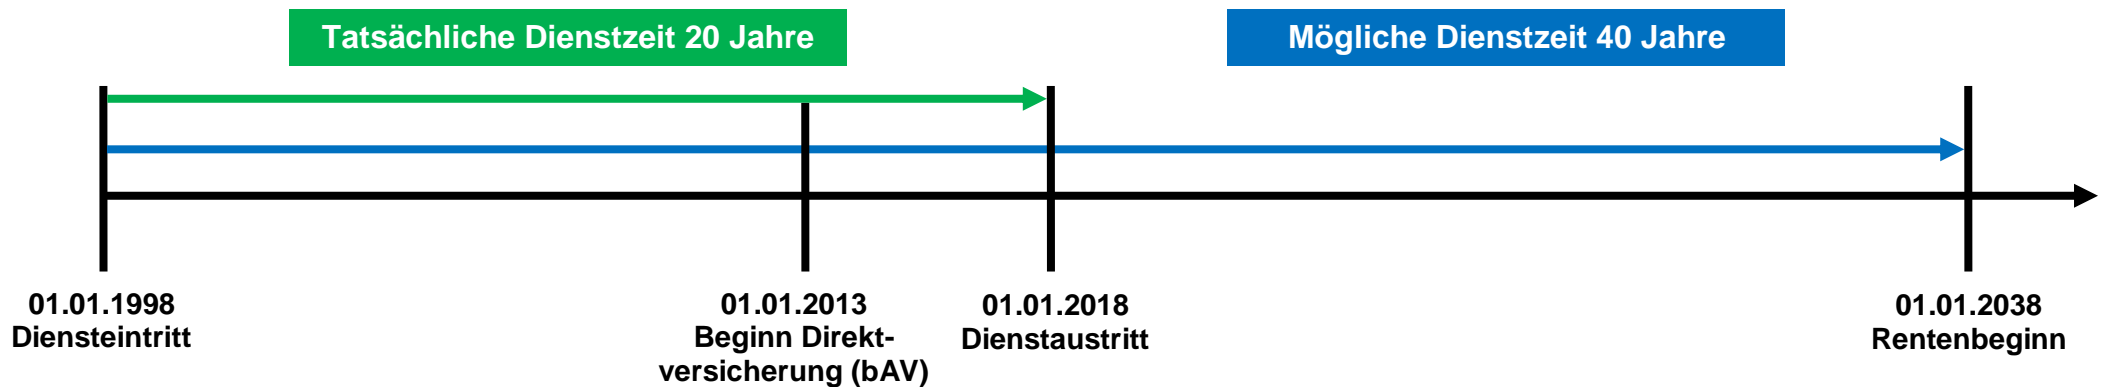 Tatsächliche Dienstzeit 20 Jahre
Mögliche Dienstzeit 40 Jahre
01.01.1998
Diensteintritt
01.01.2013
Beginn Direkt-
versicherung (bAV)
01.01.2018
Dienstaustritt
01.01.2038
Rentenbeginn